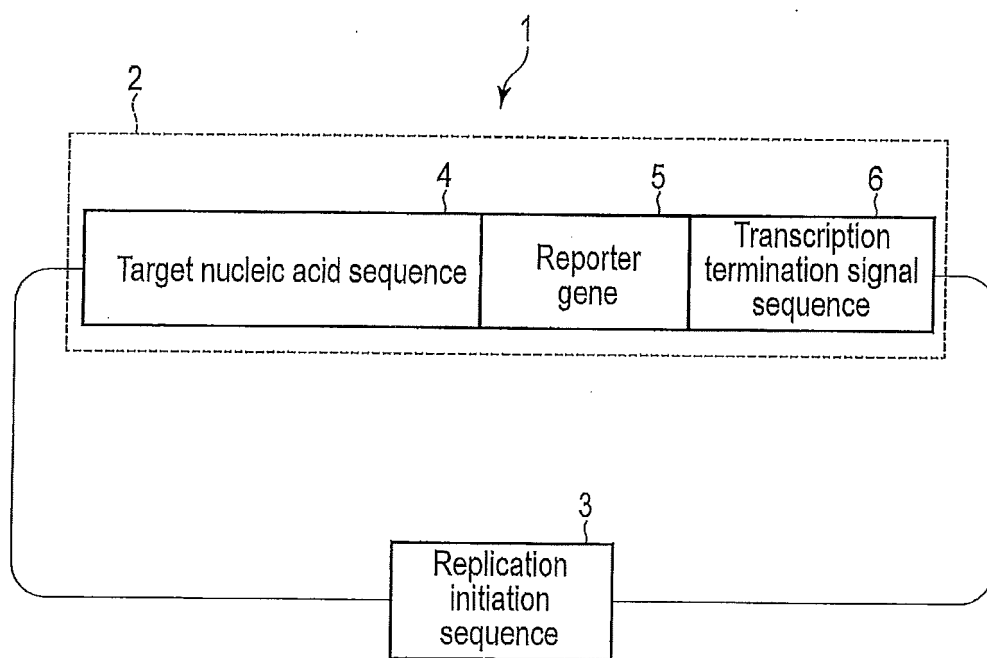 1
2
4
5
6
Target nucleic acid sequence
Reporter
gene
Transcription
termination signal
sequence
3
Replication
initiation
sequence